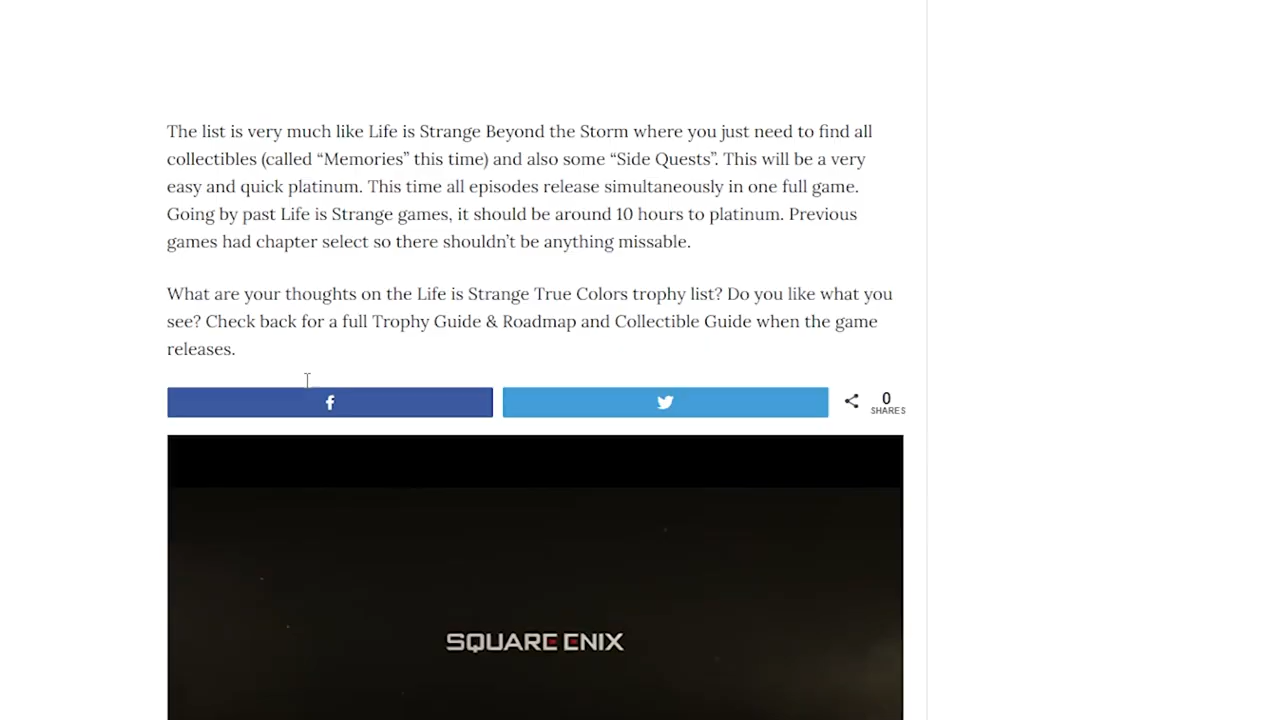 The list is very much like Life is Strange Beyond the Storm where you just need to find all
collectibles (called “Memories” this time) and also some “Side Quests”. This will be a very
easy and quick platinum. This time all episodes release simultaneously in one full game.
Going by past Life is Strange games, it should be around 10 hours to platinum. Previous
games had chapter select so there shouldn’t be anything missable.
What are your thoughts on the Life is Strange True Colors trophy list? Do you like what you
see? Check back for a full Trophy Guide & Roadmap and Collectible Guide when the game
releases.
0
SHARES
SQUARE ENIX